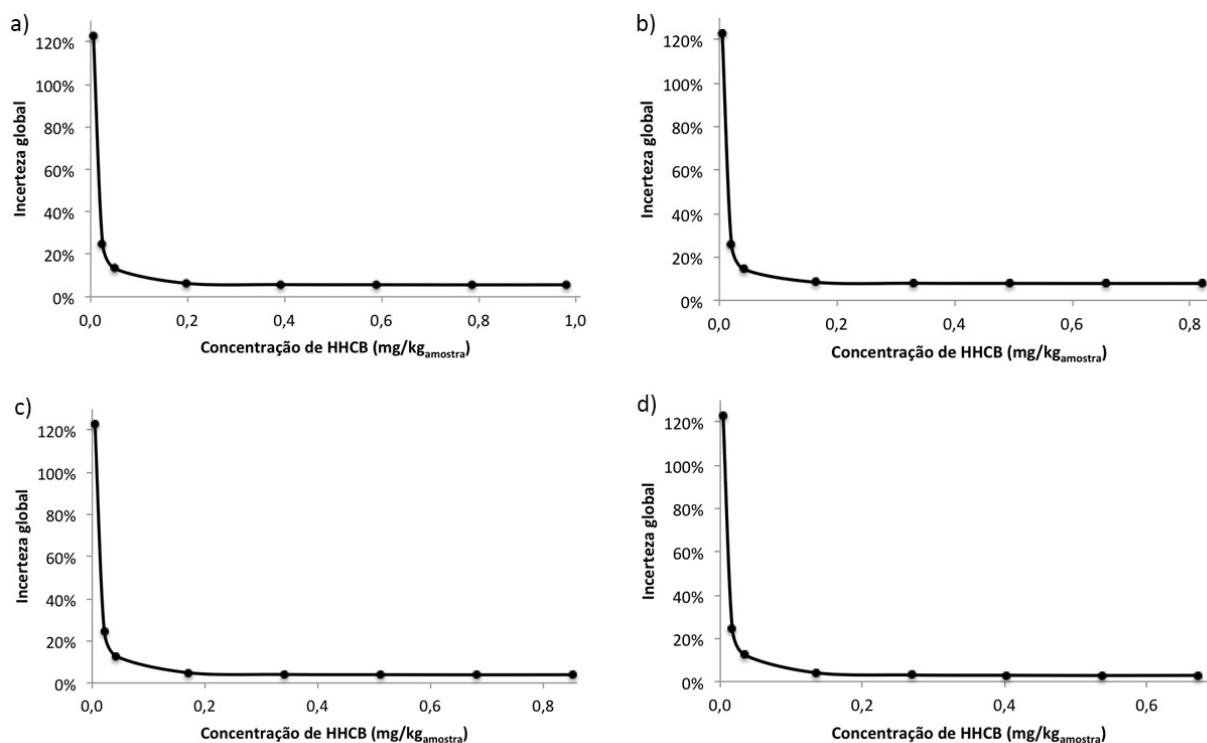 a)
120%
100%
80%
60%
40%
20%
0%
Incerteza global
0,0 0,2 0,4 0,6 0,8 1,0
Concentração de HHCB (mg/kgamostra)
b)
120%
100%
80%
60%
40%
20%
0%
Incerteza global
0,0 0,2 0,4 0,6 0,8
Concentração de HHCB (mg/kgamostra)
c)
120%
100%
80%
60%
40%
20%
0%
Incerteza global
0,0 0,2 0,4 0,6 0,8
Concentração de HHCB (mg/kgamostra)
d)
120%
100%
80%
60%
40%
20%
0%
Incerteza global
0,0 0,2 0,4 0,6
Concentração de HHCB (mg/kgamostra)